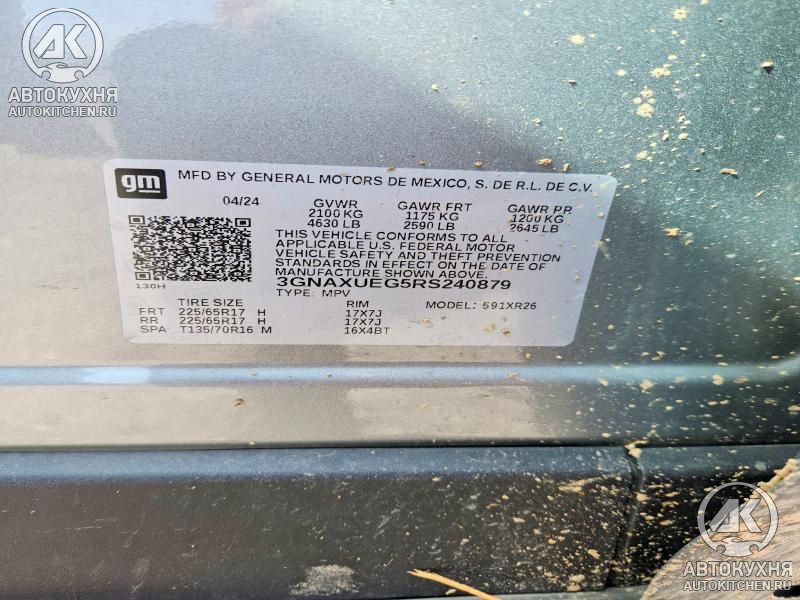 AK
АВТОКУХНЯ
AUTOKITCHEN.RU
gm MFD BY GENERAL MOTORS DE MEXICO, S. DE R.L. DE C.V.
04/24 GVWR GAWR FRT GAWR RR
2100 KG 1175 KG 1200 KG
4630 LB 2590 LB 2645 LB
THIS VEHICLE CONFORMS TO ALL
APPLICABLE U.S. FEDERAL MOTOR
VEHICLE SAFETY AND THEFT PREVENTION
STANDARDS IN EFFECT ON THE DATE OF
MANUFACTURE SHOWN ABOVE.
130H 3GNAXUEG5RS240879
TYPE: MPV MODEL: 591XR26
TIRE SIZE RIM
FRT 225/65R17 H 17X7J
RR 225/65R17 H 17X7J
SPA T135/70R16 M 16X4BT
AK
АВТОКУХНЯ
AUTOKITCHEN.RU